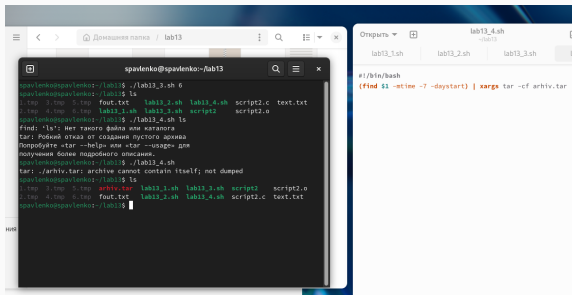 Домашняя папка / lab13
spavlenko@spavlenko:~/lab13
spavlenko@spavlenko:~/lab13$ ./lab13_3.sh 6
spavlenko@spavlenko:~/lab13$ ls
1.tmp 3.tmp 5.tmp fout.txt lab13_2.sh lab13_4.sh script2.c text.txt
2.tmp 4.tmp 6.tmp lab13_1.sh lab13_3.sh script2 script2.o
spavlenko@spavlenko:~/lab13$ ./lab13_4.sh ls
find: 'ls': Нет такого файла или каталога
tar: Робкий отказ от создания пустого архива
Попробуйте «tar --help» или «tar --usage» для
получения более подробного описания.
spavlenko@spavlenko:~/lab13$ ./lab13_4.sh
tar: ./arhiv.tar: archive cannot contain itself; not dumped
spavlenko@spavlenko:~/lab13$ ls
1.tmp 3.tmp 5.tmp arhiv.tar lab13_1.sh lab13_3.sh script2 script2.o
2.tmp 4.tmp 6.tmp fout.txt lab13_2.sh lab13_4.sh script2.c text.txt
spavlenko@spavlenko:~/lab13$
ния
Открыть
lab13_4.sh
~/lab13
lab13_1.sh lab13_2.sh lab13_3.sh
#!/bin/bash
(find $1 -mtime -7 -daystart) | xargs tar -cf arhiv.tar